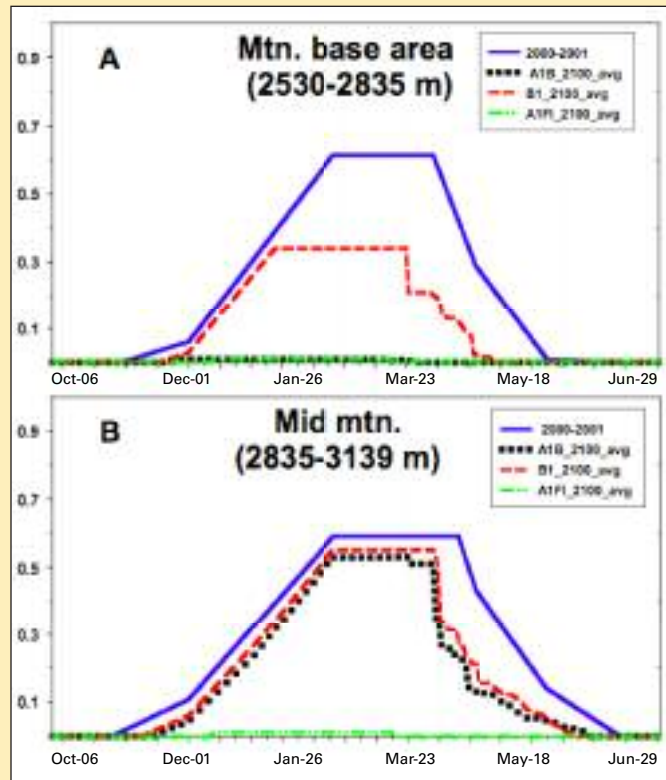 A
Mtn. base area
(2530-2835 m)
2000-2001
A1B_2100_avg
B1_2100_avg
A1FI_2100_avg
0.9
0.7
0.5
0.3
0.1
Oct-06 Dec-01 Jan-26 Mar-23 May-18 Jun-29
B
Mid mtn.
(2835-3139 m)
2000-2001
A1B_2100_avg
B1_2100_avg
A1FI_2100_avg
0.9
0.7
0.5
0.3
0.1
Oct-06 Dec-01 Jan-26 Mar-23 May-18 Jun-29